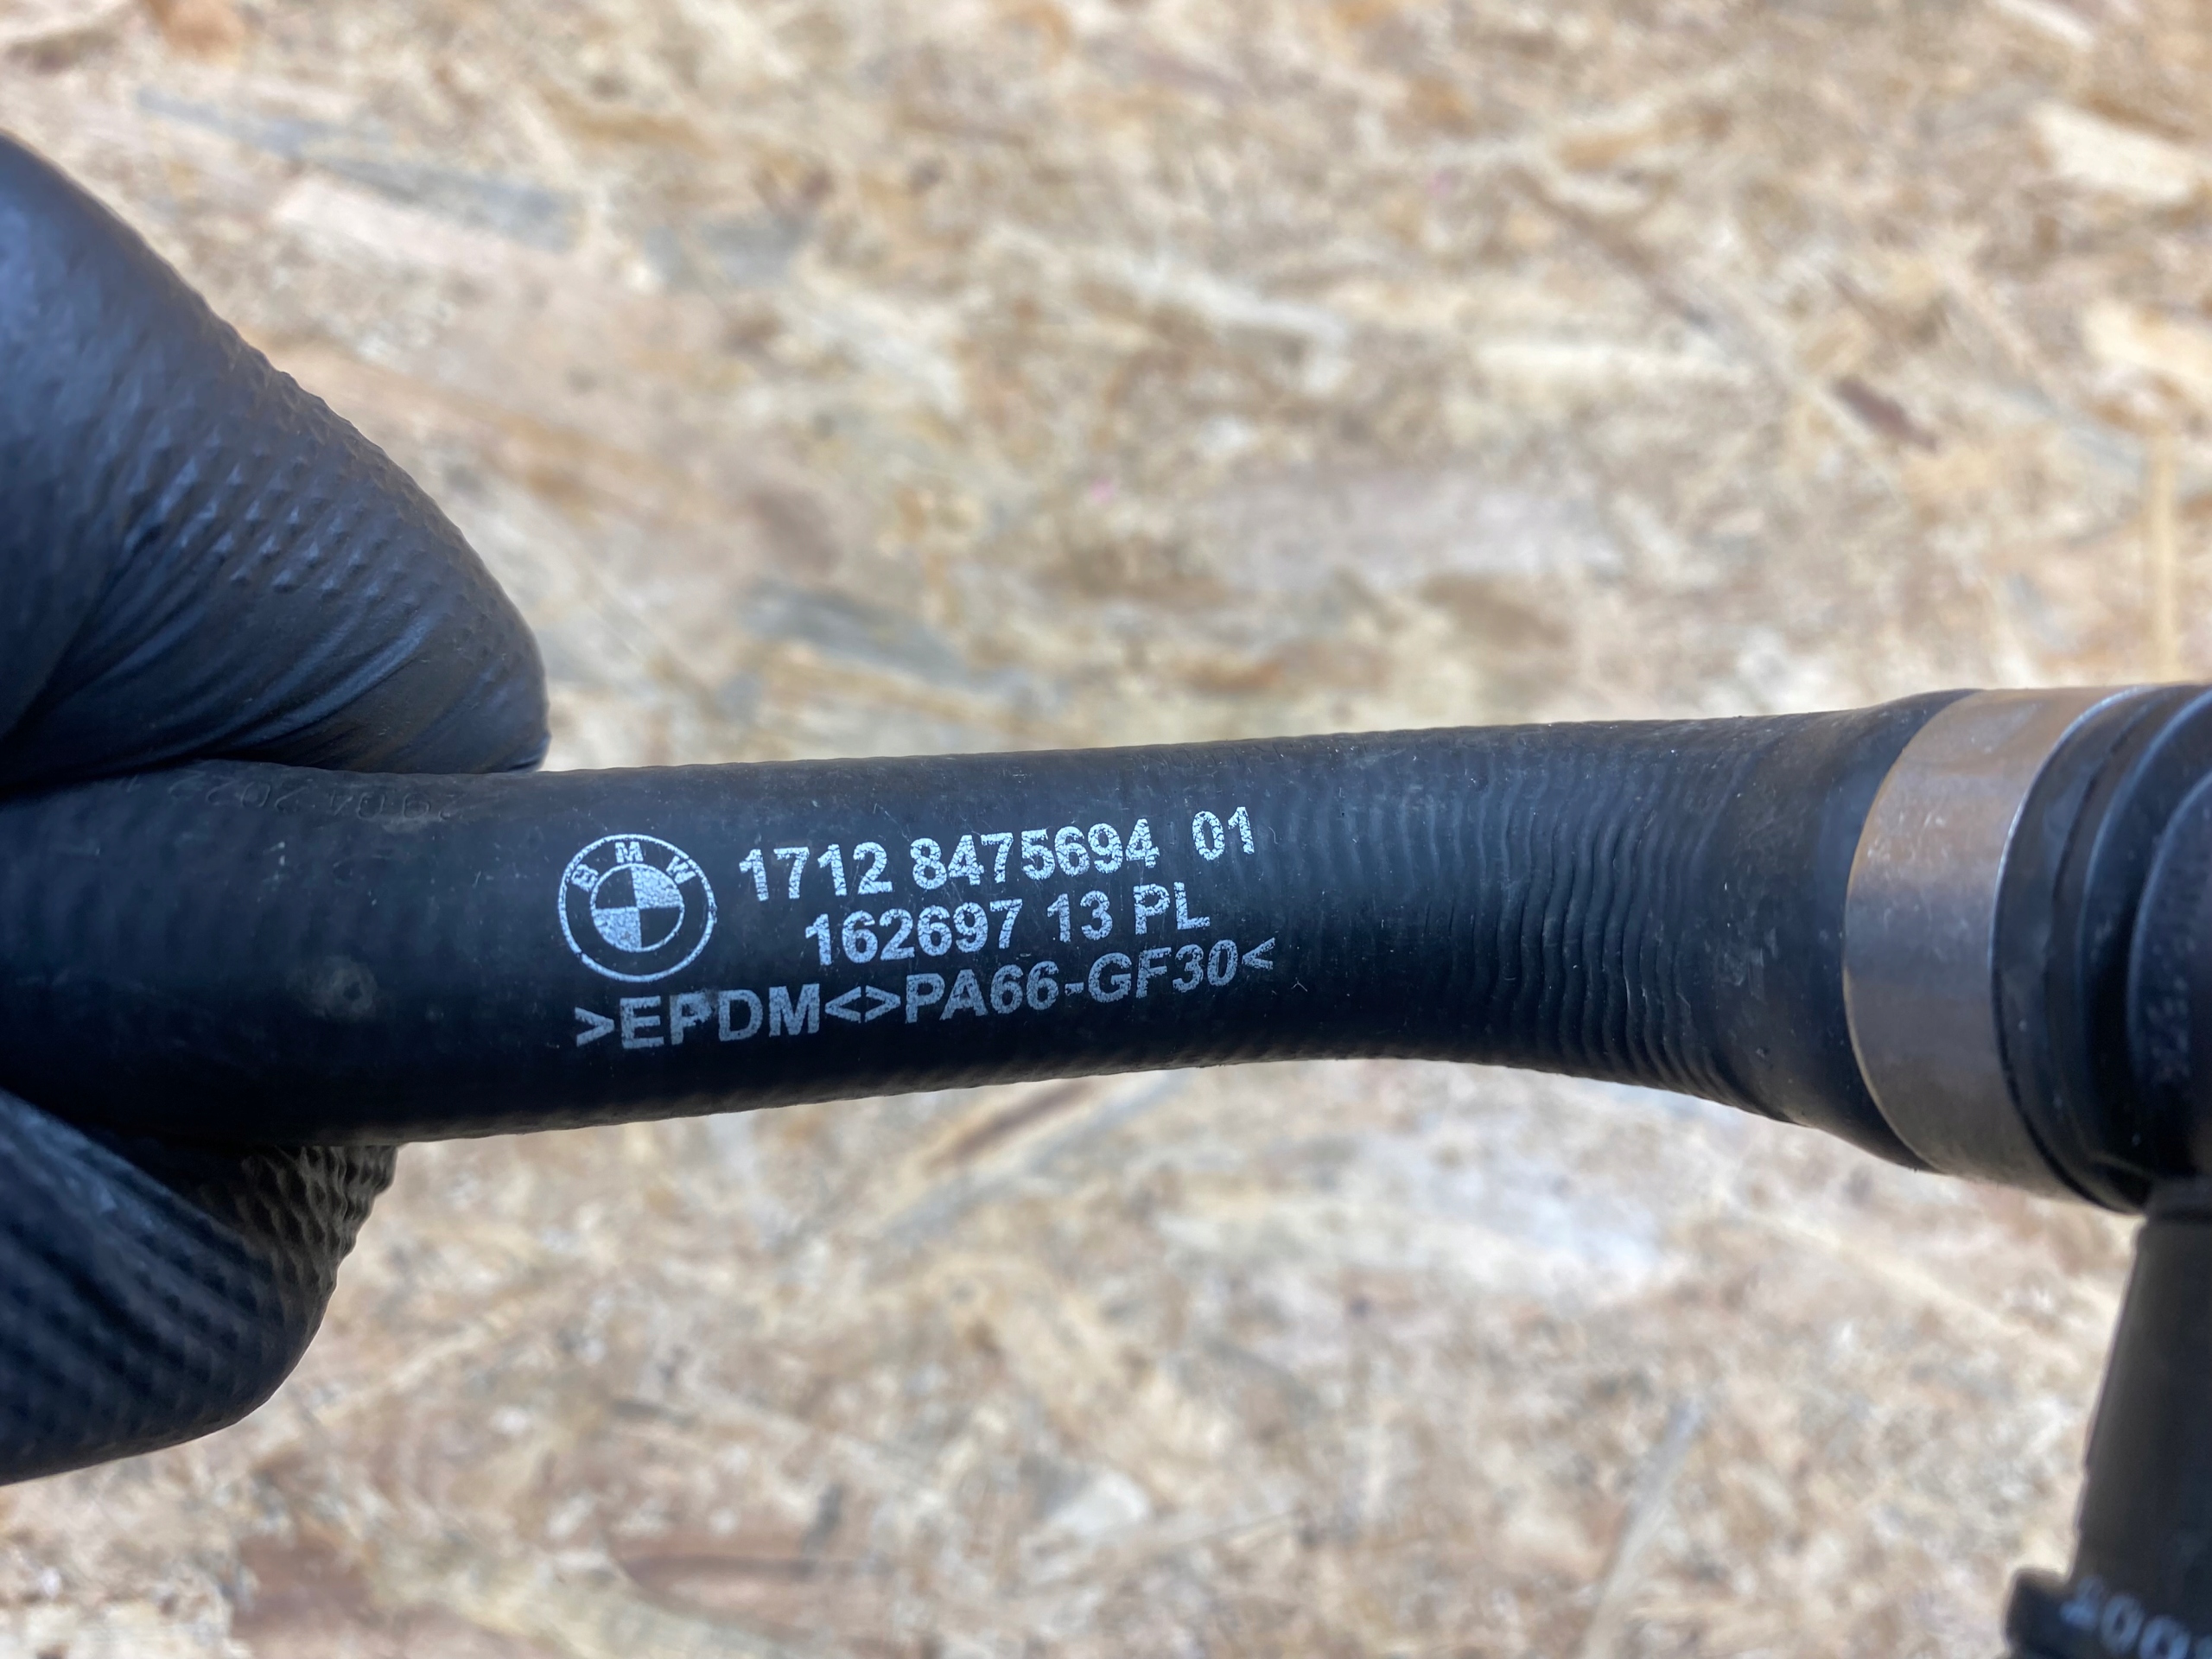 BMW
1712 8475694 01
162697 13 PL
>EPDM<>PA66-GF30<